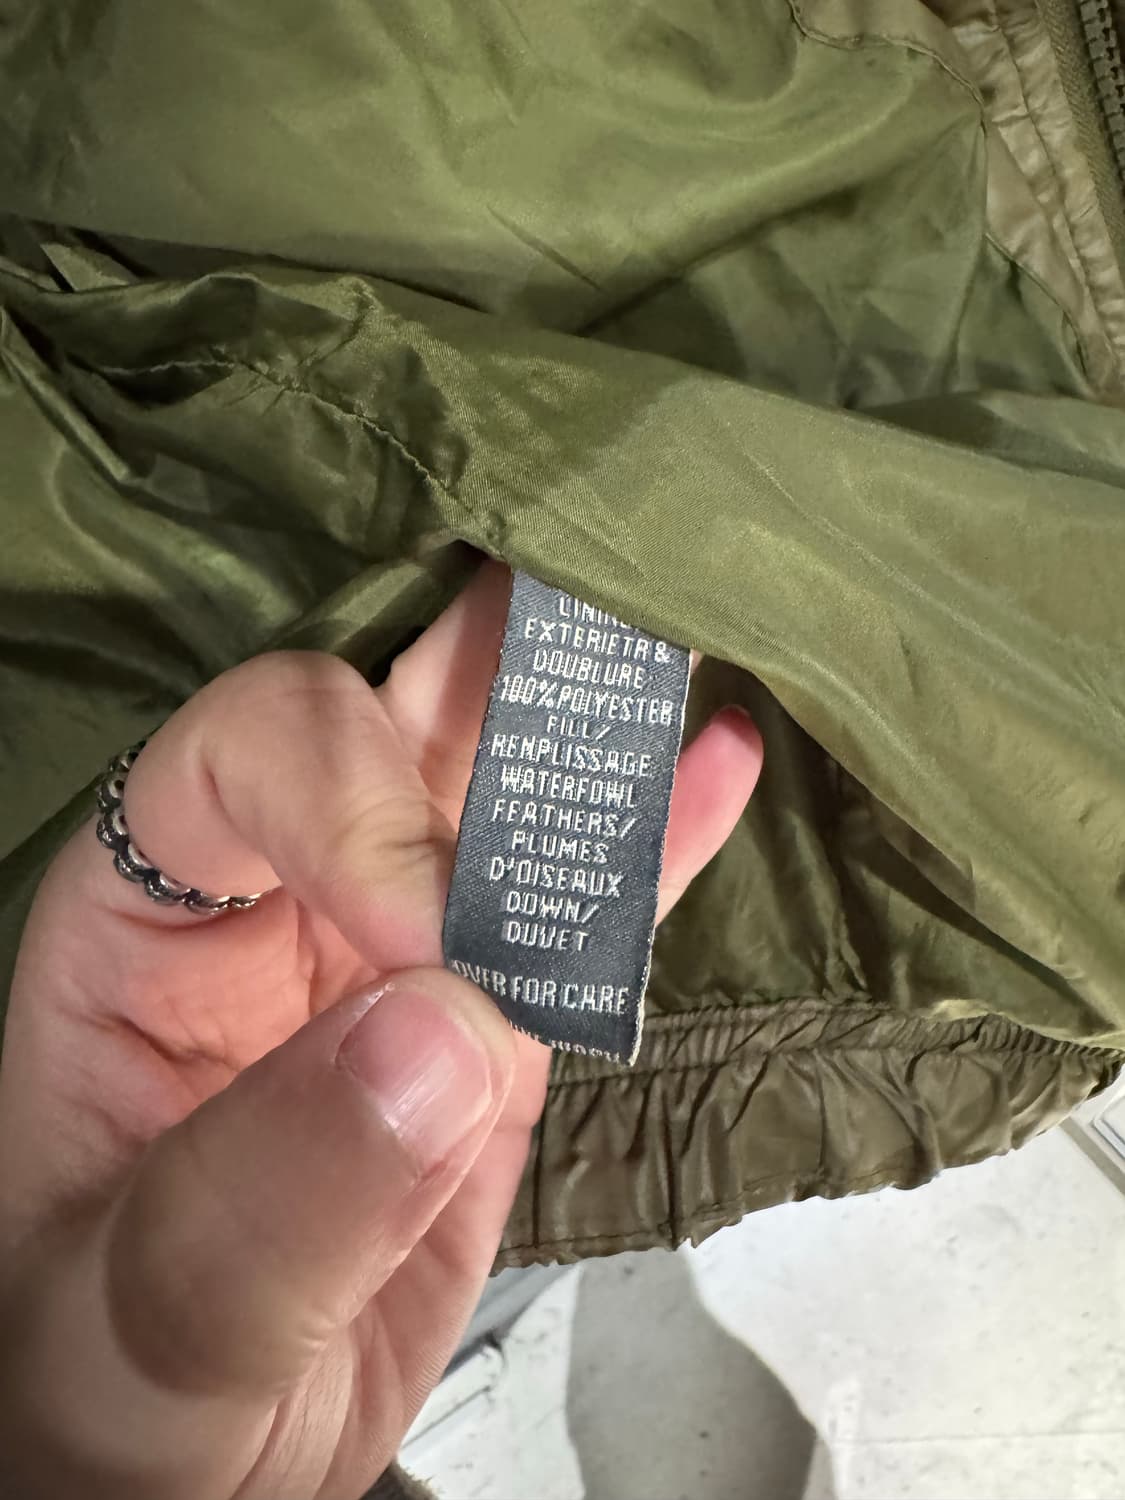 EXTERIETR &
DOUBLURE
100% POLYESTER
FILL/
REMPLISSAGE
WATERFOWL
FEATHERS/
PLUMES
D'OISEAUX
DOWN/
DUVET
OVER FOR CARE